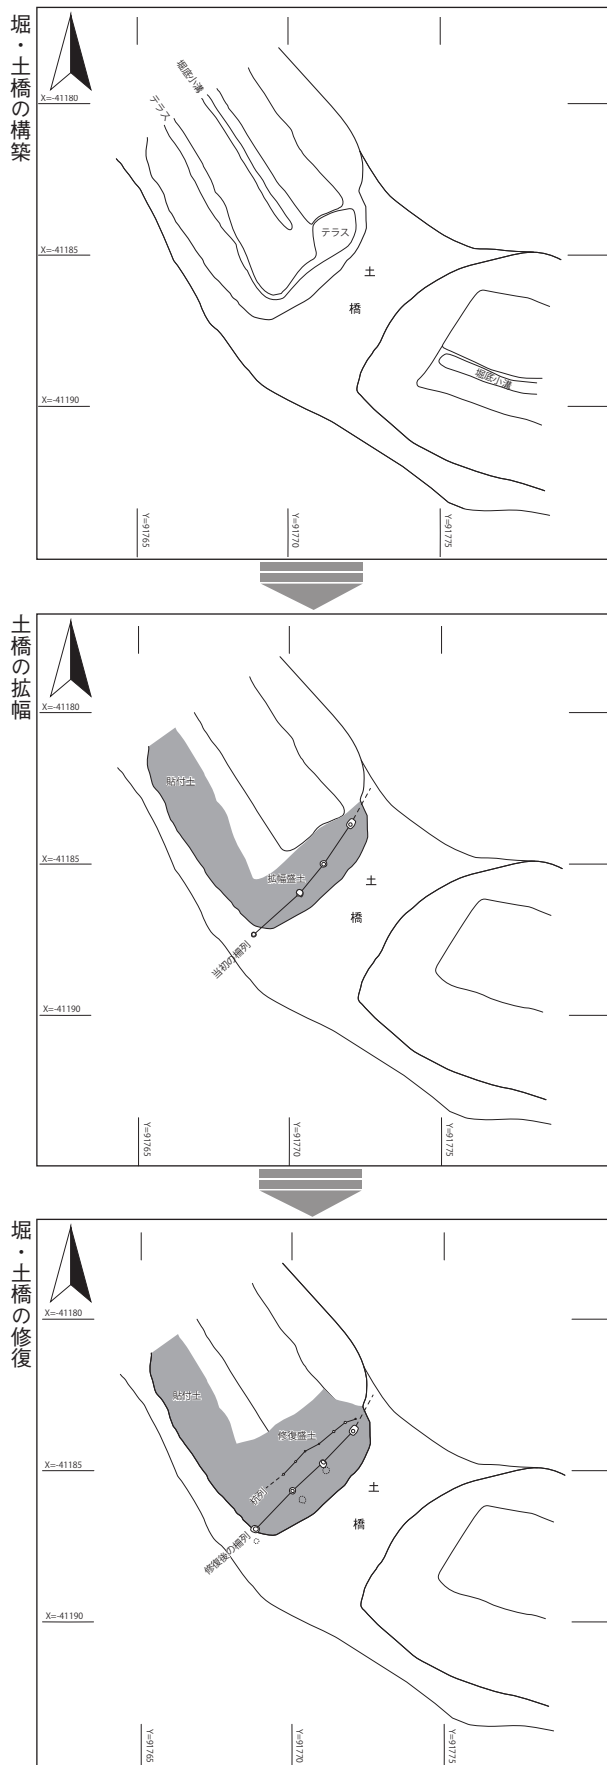 堀・土橋の構築
X=-41180
堀底小溝
テラス
テラス
X=-41185
土
橋
堀底小溝
X=-41190
Y=91765
Y=91770
Y=91775
土橋の拡幅
X=-41180
貼付土
X=-41185
拡幅盛土
土
橋
当初の柵列
X=-41190
Y=91765
Y=91770
Y=91775
堀・土橋の修復
X=-41180
貼付土
修復盛土
X=-41185
杭列
土
橋
修復後の柵列
X=-41190
Y=91765
Y=91770
Y=91775